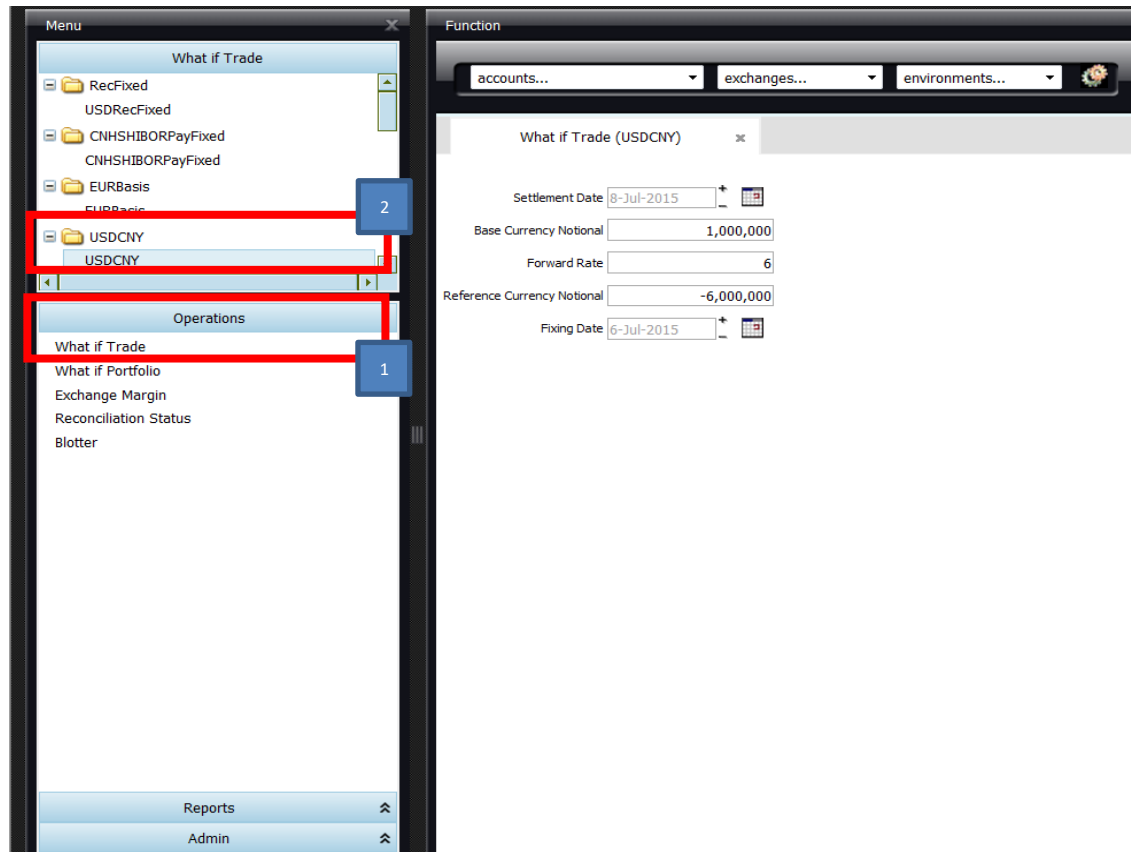 Menu
What if Trade
RecFixed
USDRecFixed
CNHSHIBORPayFixed
CNHSHIBORPayFixed
EURBasis
EURBasis
2
USDCNY
USDCNY
Operations
What if Trade
1
What if Portfolio
Exchange Margin
Reconciliation Status
Blotter
Reports
Admin
Function
accounts... exchanges... environments...
What if Trade (USDCNY)
Settlement Date 8-Jul-2015
Base Currency Notional 1,000,000
Forward Rate 6
Reference Currency Notional -6,000,000
Fixing Date 6-Jul-2015